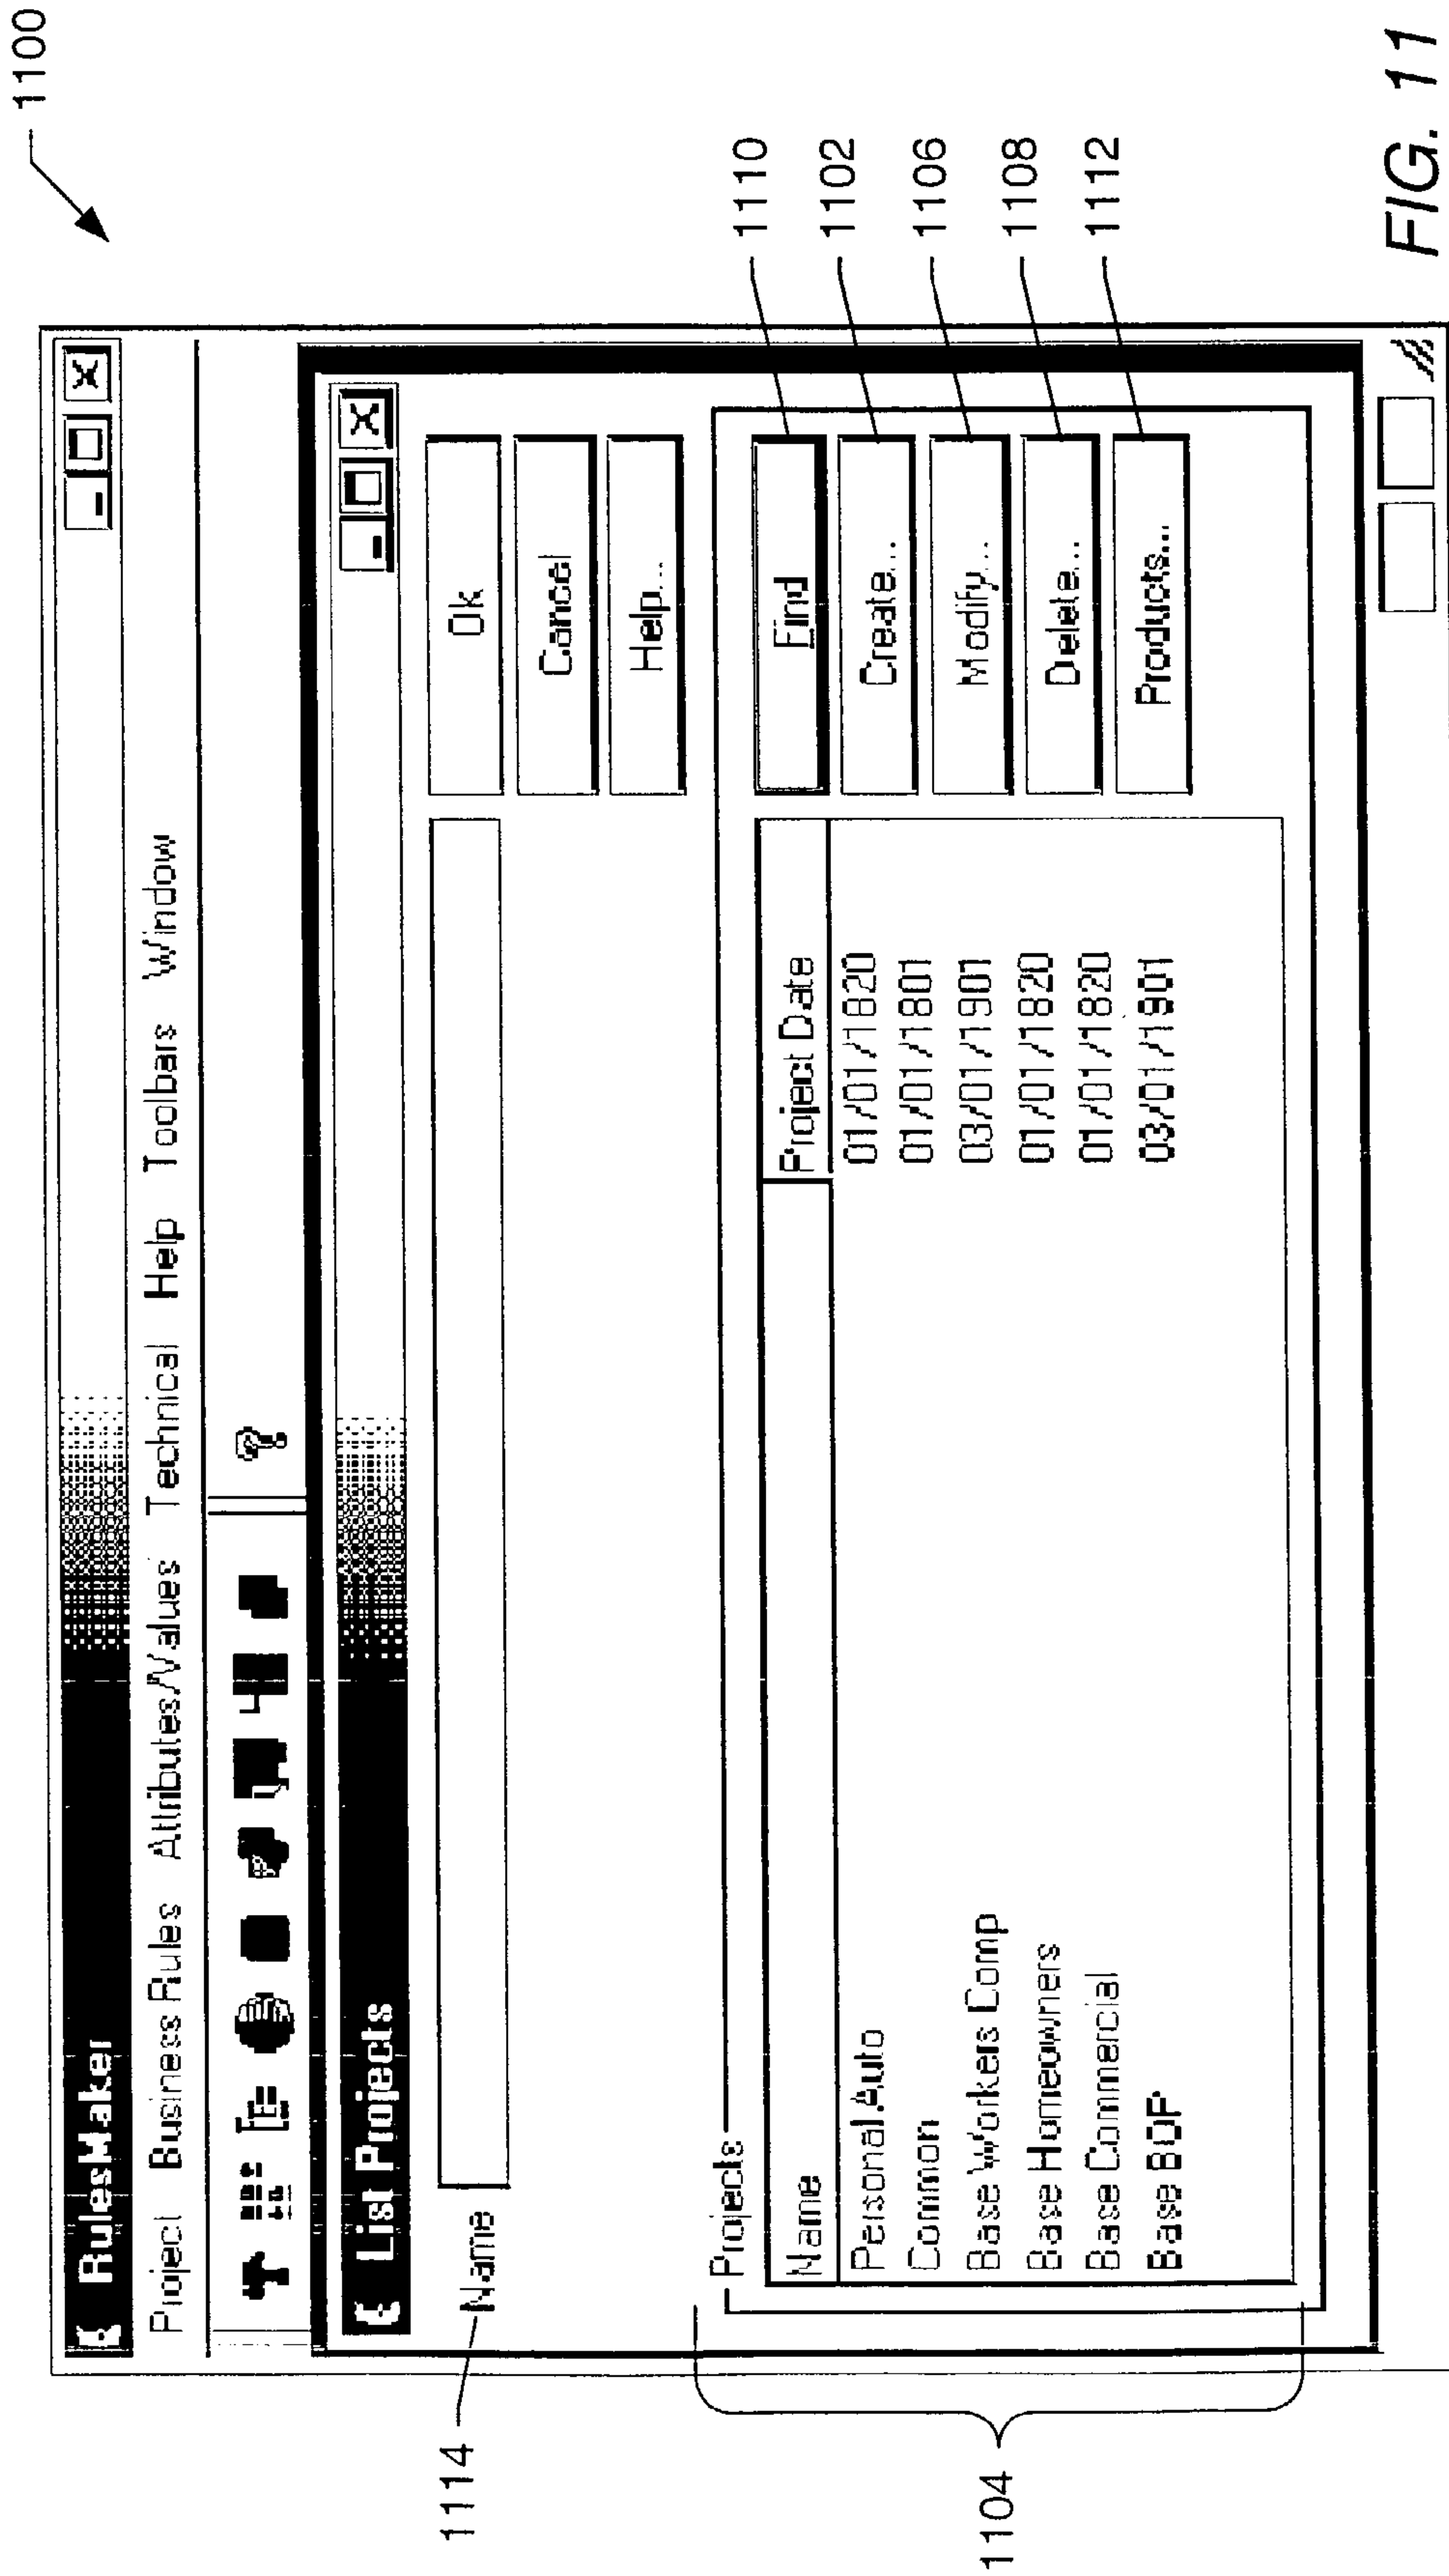 1100
RulesMaker
Project Business Rules Attributes/Values Technical Help Toolbars Window
?
List Projects
1114 Name
Ok
Cancel
Help...
Projects
Name Project Date
Personal Auto 01/01/1820
Common 01/01/1801
Base Workers Comp 03/01/1901
Base Homeowners 01/01/1820
Base Commercial 01/01/1820
Base BOP 03/01/1901
Find 1110
Create... 1102
Modify... 1106
Delete... 1108
Products... 1112
1104
FIG. 11